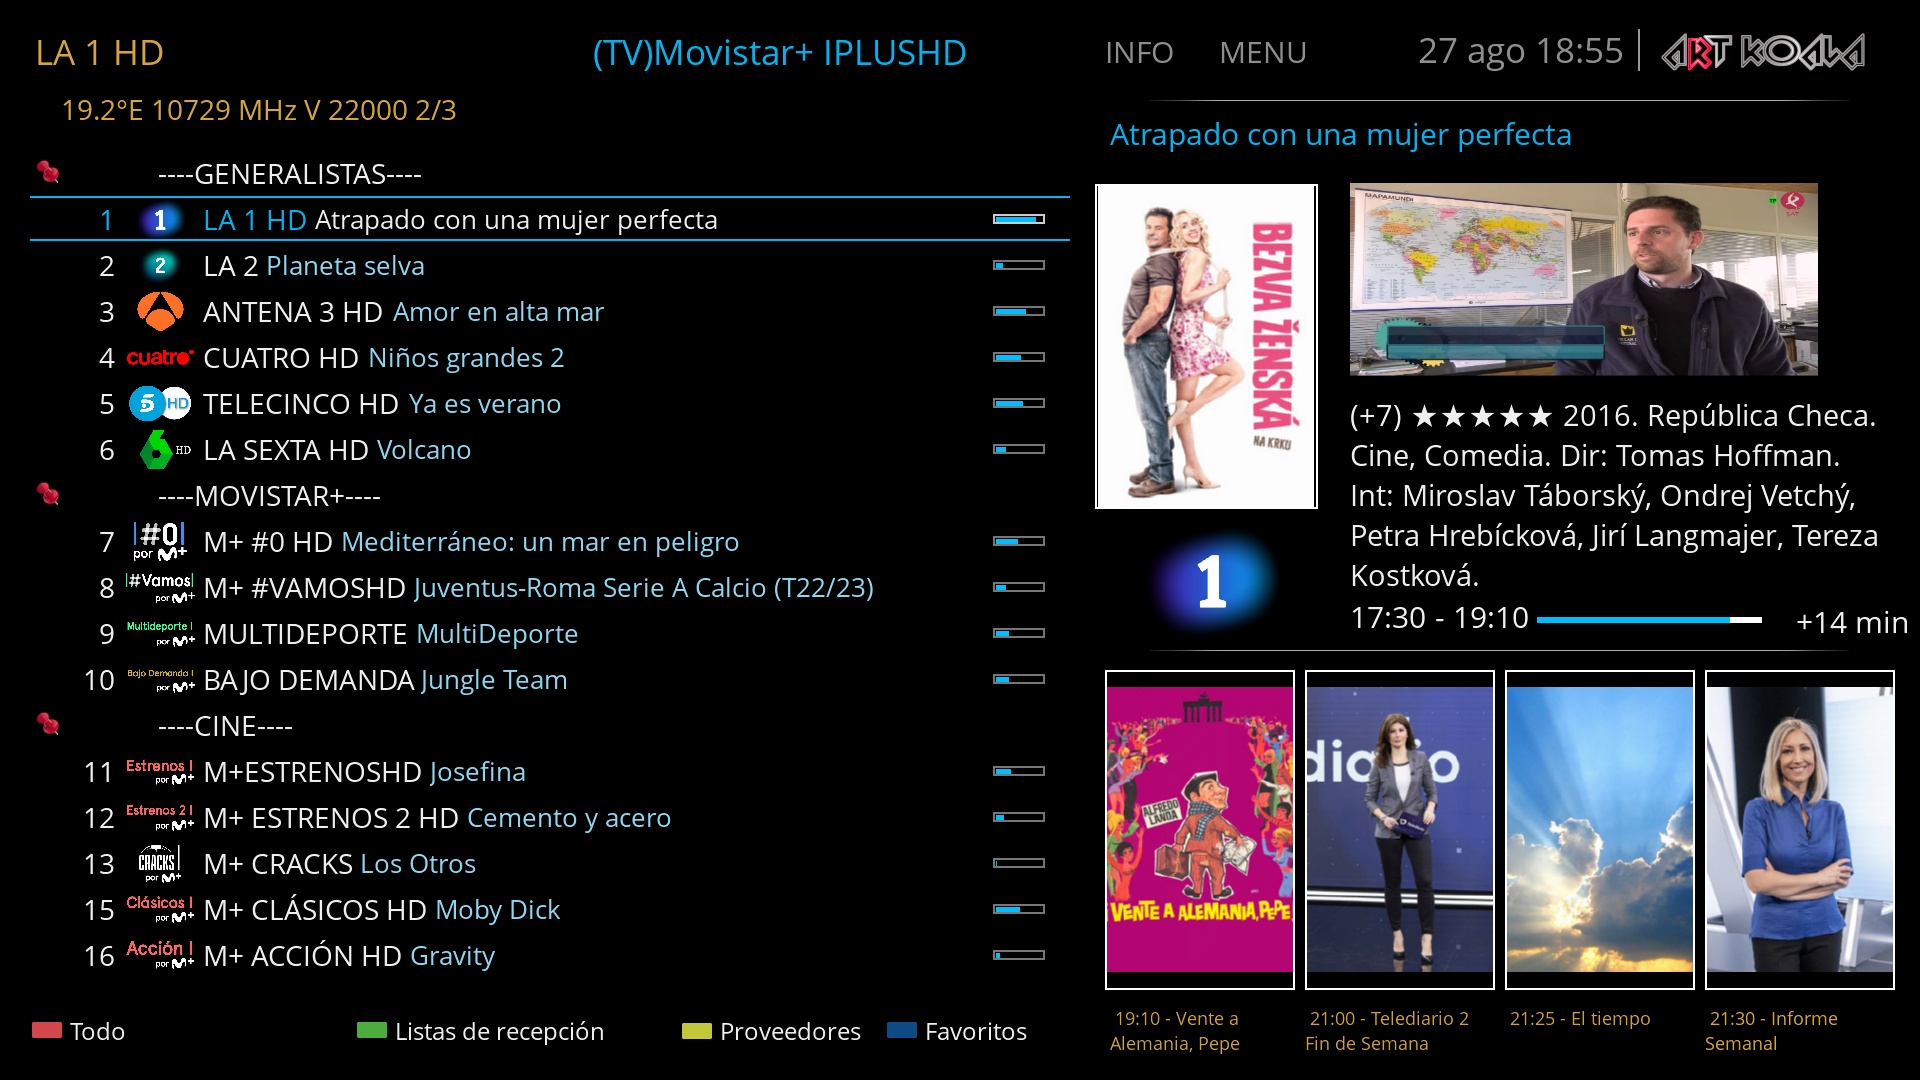 LA 1 HD
(TV)Movistar+ IPLUSHD
INFO MENU 27 ago 18:55
ART KOALA
19.2°E 10729 MHz V 22000 2/3
Atrapado con una mujer perfecta
----GENERALISTAS----
1 1 LA 1 HD Atrapado con una mujer perfecta
2 2 LA 2 Planeta selva
3 ANTENA 3 HD Amor en alta mar
4 cuatro CUATRO HD Niños grandes 2
5 5 HD TELECINCO HD Ya es verano
6 HD LA SEXTA HD Volcano
----MOVISTAR+----
7 #0 por M+ M+ #0 HD Mediterráneo: un mar en peligro
8 #Vamos por M+ M+ #VAMOSHD Juventus-Roma Serie A Calcio (T22/23)
9 Multideporte por M+ MULTIDEPORTE MultiDeporte
10 Bajo Demanda por M+ BAJO DEMANDA Jungle Team
----CINE----
11 Estrenos por M+ M+ESTRENOSHD Josefina
12 Estrenos 2 por M+ M+ ESTRENOS 2 HD Cemento y acero
13 CRACKS por M+ M+ CRACKS Los Otros
15 Clásicos por M+ M+ CLÁSICOS HD Moby Dick
16 Acción por M+ M+ ACCIÓN HD Gravity
Todo Listas de recepción Proveedores Favoritos
BEZVA ŽENSKÁ
NA KRKU
MAPAMUNDI
(+7) ★★★★★ 2016. República Checa.
Cine, Comedia. Dir: Tomas Hoffman.
Int: Miroslav Táborský, Ondrej Vetchý,
Petra Hrebícková, Jirí Langmajer, Tereza
Kostková.
1
17:30 - 19:10 +14 min
ALFREDO
LANDA
VENTE A ALEMANIA, PEPE
19:10 - Vente a
Alemania, Pepe
21:00 - Telediario 2
Fin de Semana
21:25 - El tiempo
21:30 - Informe
Semanal